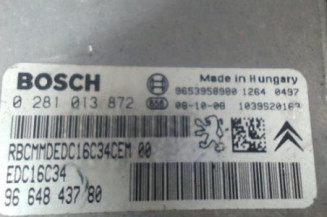 BOSCH
Made in Hungary
9653958980 1264 0497
0 281 013 872
06-10-08 1039S20163
RBCMMDEDC16C34CEM 00
EDC16C34
96 648 437 80